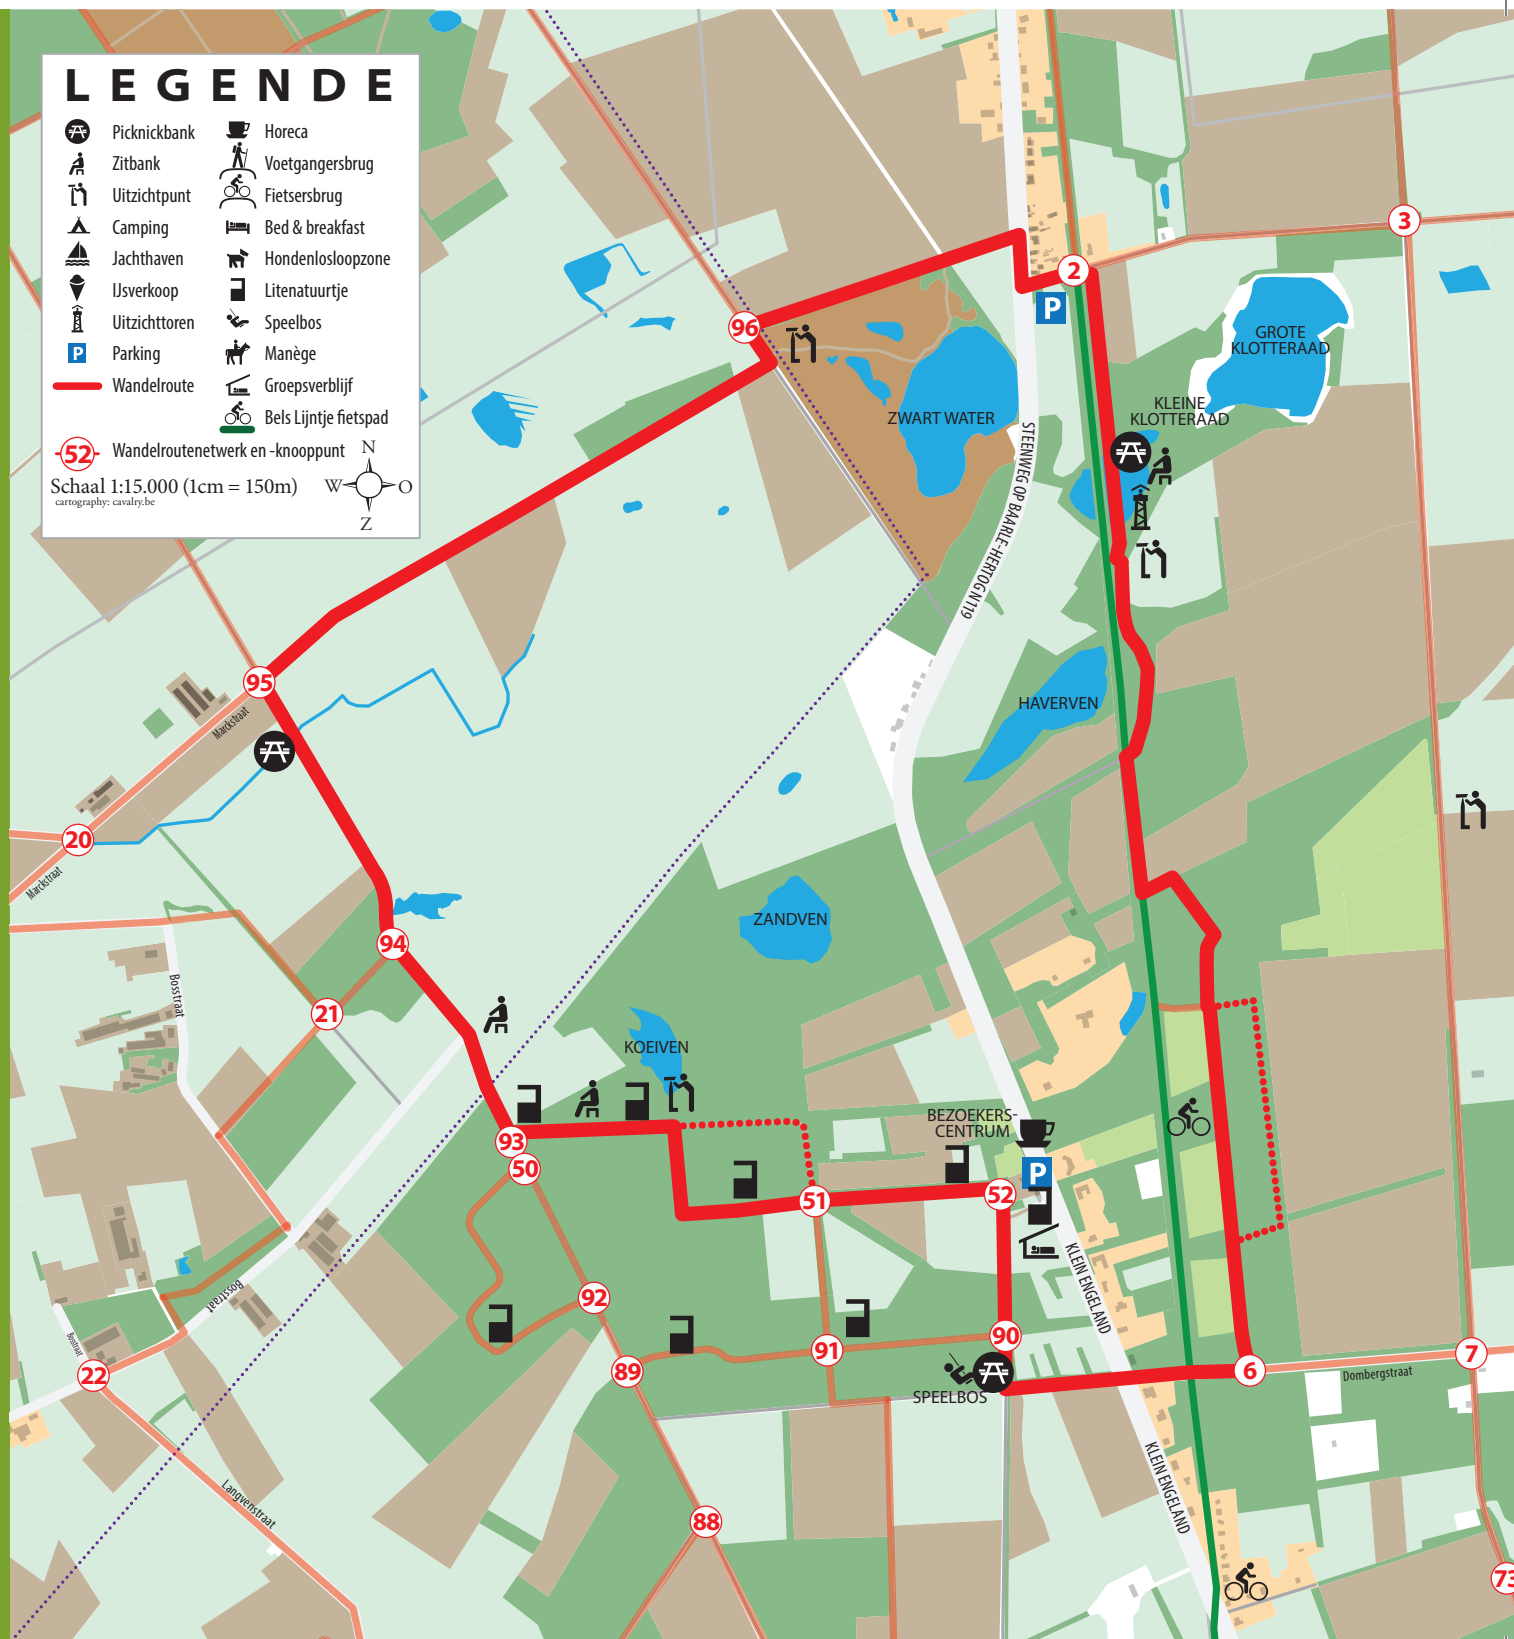 LEGENDE
Picknickbank
Zitbank
Uitzichtpunt
Camping
Jachthaven
IJsverkoop
Uitzichttoren
P Parking
Wandelroute
Horeca
Voetgangersbrug
Fietsersbrug
Bed & breakfast
Hondenlosloopzone
Litenatuurtje
Speelbos
Manège
Groepsverblijf
Bels Lijntje fietspad
52 Wandelroutenetwerk en -knooppunt
Schaal 1:15.000 (1cm = 150m)
cartography: cavalry.be
N
W O
Z
3
2
P
96
GROTE
KLOTTERAAD
KLEINE
KLOTTERAAD
ZWART WATER
STEENWEG OP BAARLE-HERTOG N119
95
Marckstraat
HAVERVEN
20
Marckstraat
ZANDVEN
94
Bosstraat
21
KOEIVEN
BEZOEKERS-
CENTRUM
93
50
P
51
52
KLEIN ENGELAND
Bosstraat
92
Bosstraat
90
91
89
22
6
7
Dombergstraat
SPEELBOS
KLEIN ENGELAND
Langvenstraat
88
73